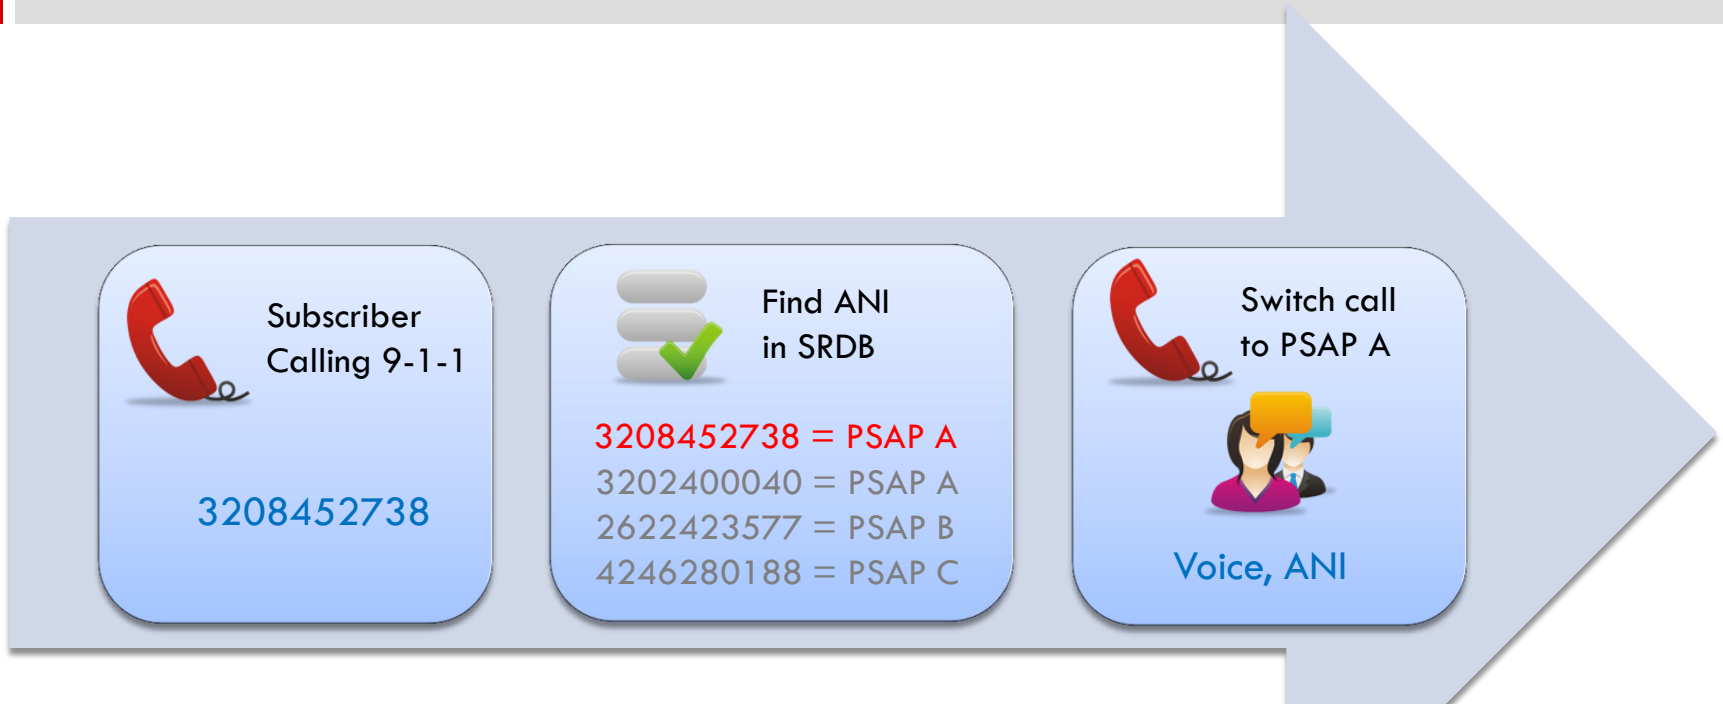 Subscriber
Calling 9-1-1
3208452738
Find ANI
in SRDB
3208452738 = PSAP A
3202400040 = PSAP A
2622423577 = PSAP B
4246280188 = PSAP C
Switch call
to PSAP A
Voice, ANI